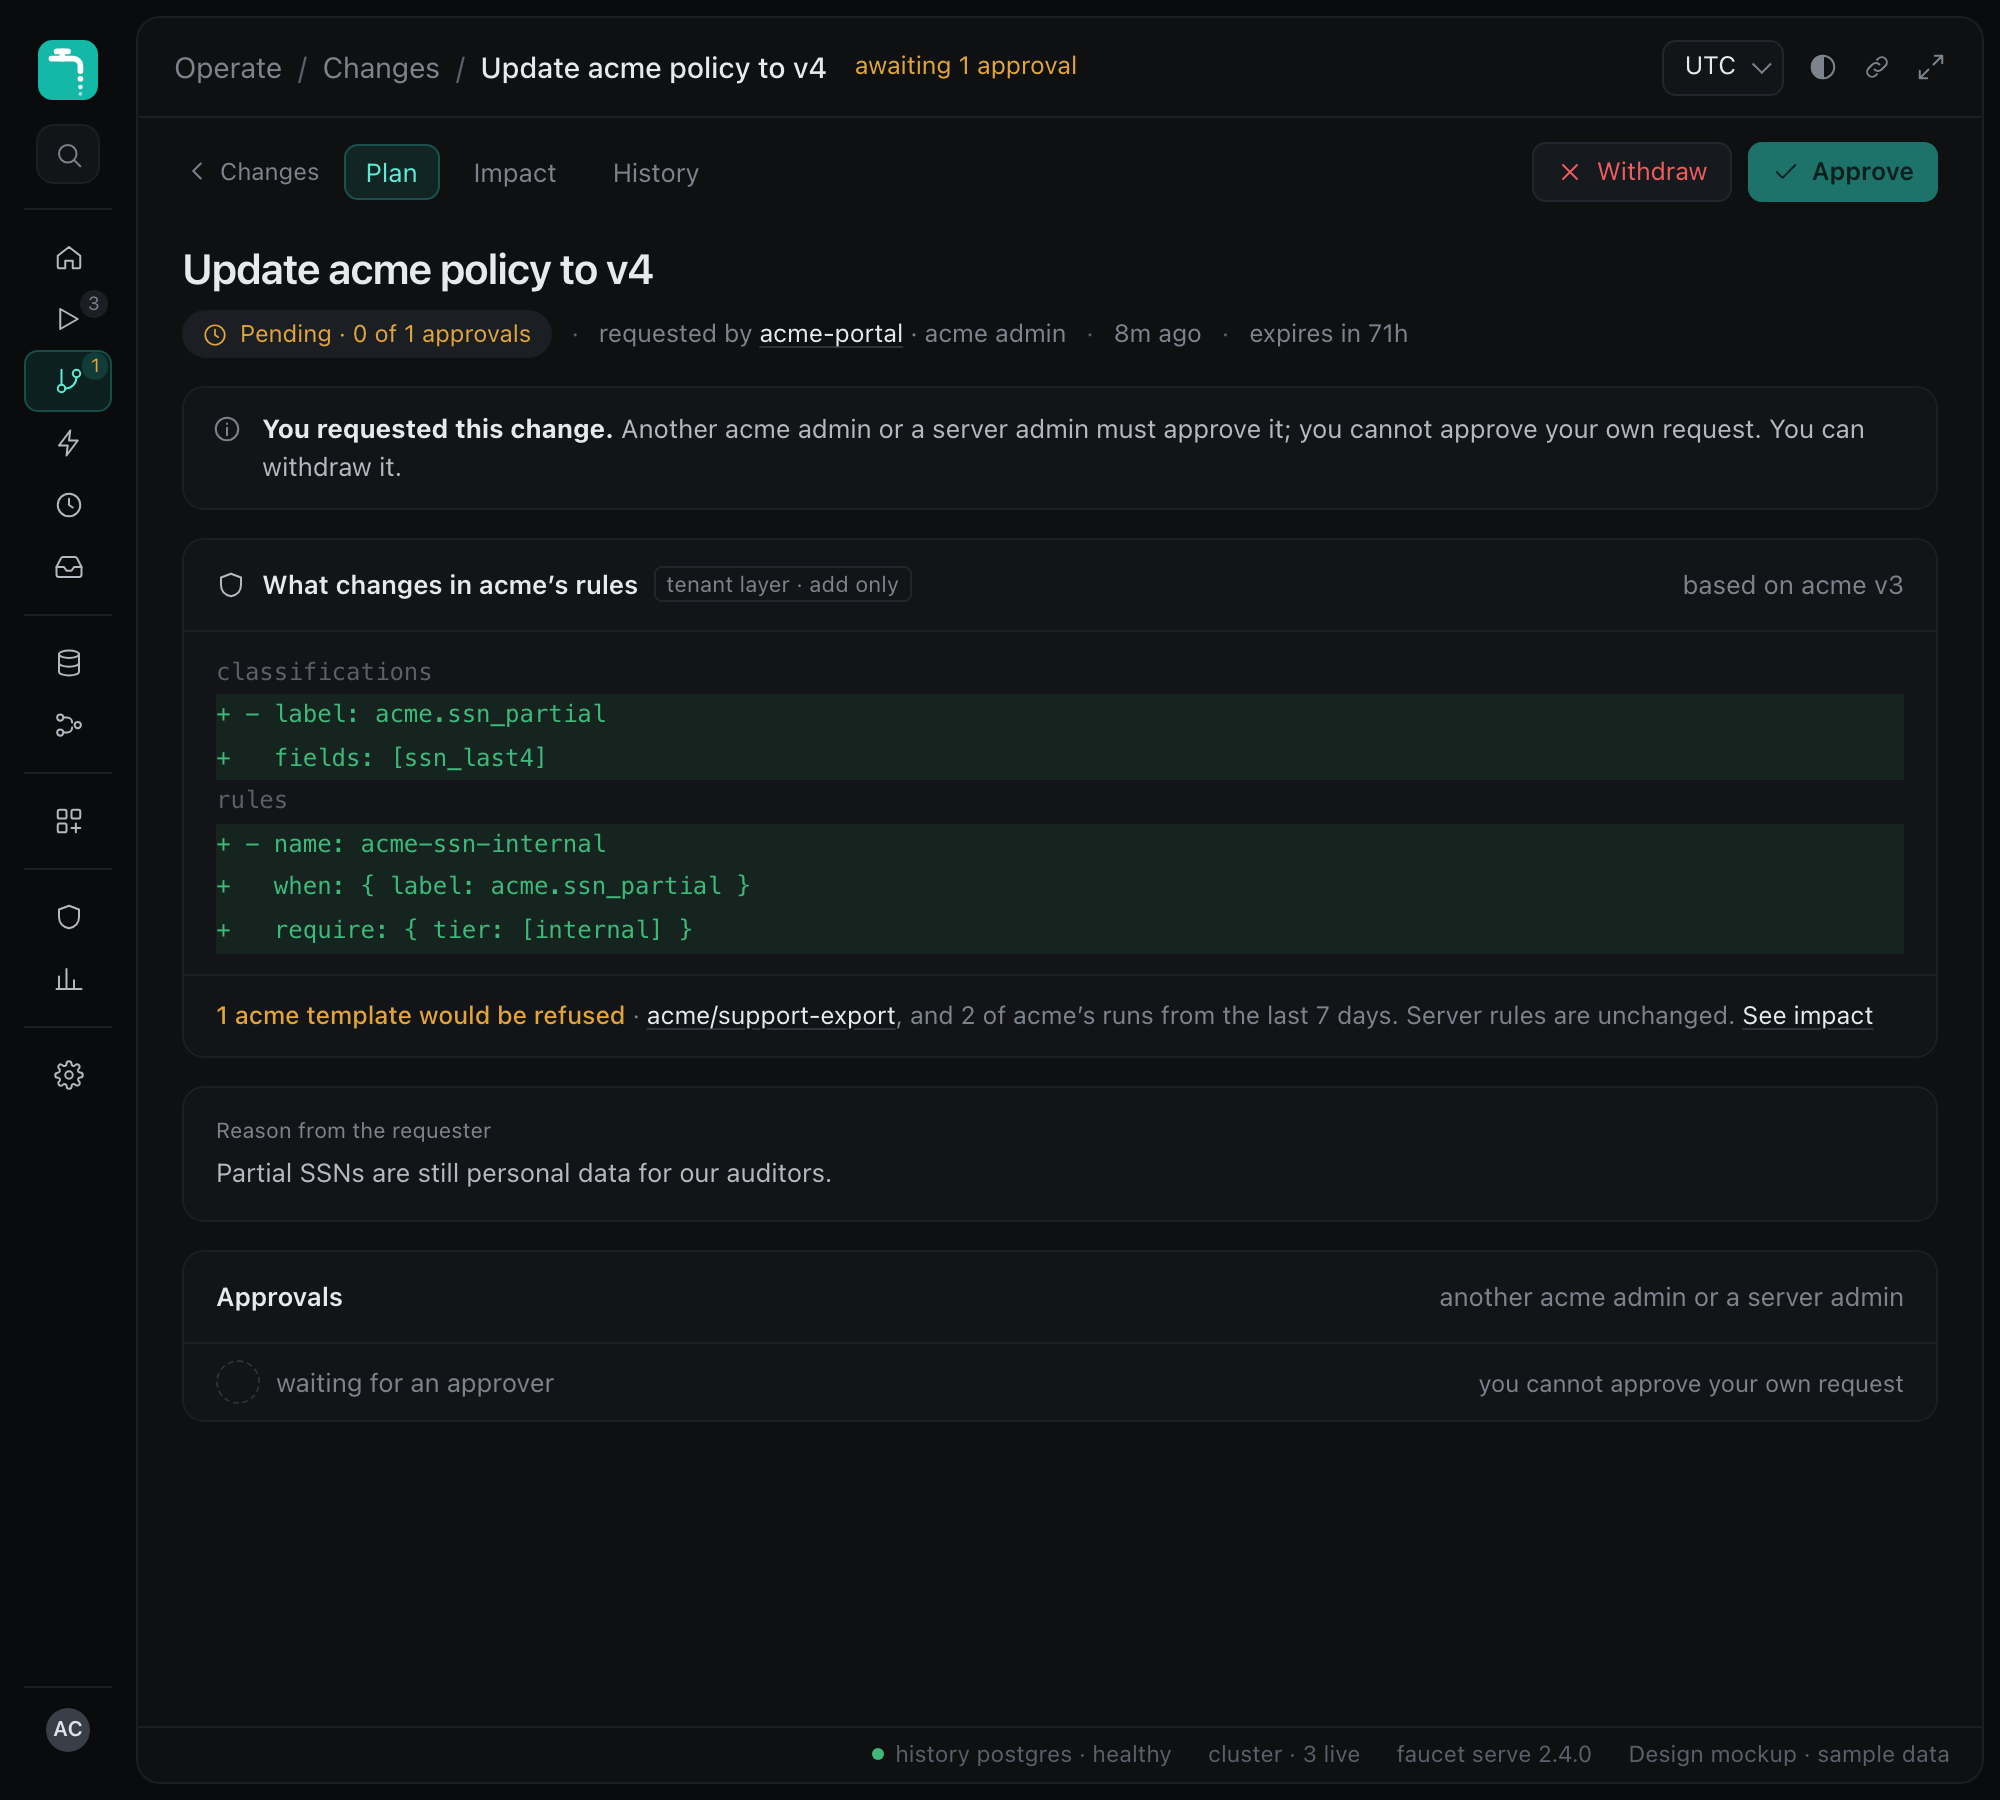 Operate / Changes / Update acme policy to v4 awaiting 1 approval UTC
Changes Plan Impact History Withdraw Approve
3
1
Update acme policy to v4
Pending · 0 of 1 approvals · requested by acme-portal · acme admin · 8m ago · expires in 71h
You requested this change. Another acme admin or a server admin must approve it; you cannot approve your own request. You can
withdraw it.
What changes in acme’s rules tenant layer · add only based on acme v3
classifications
+ - label: acme.ssn_partial
+ fields: [ssn_last4]
rules
+ - name: acme-ssn-internal
+ when: { label: acme.ssn_partial }
+ require: { tier: [internal] }
1 acme template would be refused · acme/support-export, and 2 of acme’s runs from the last 7 days. Server rules are unchanged. See impact
Reason from the requester
Partial SSNs are still personal data for our auditors.
Approvals another acme admin or a server admin
waiting for an approver you cannot approve your own request
AC
history postgres · healthy cluster · 3 live faucet serve 2.4.0 Design mockup · sample data